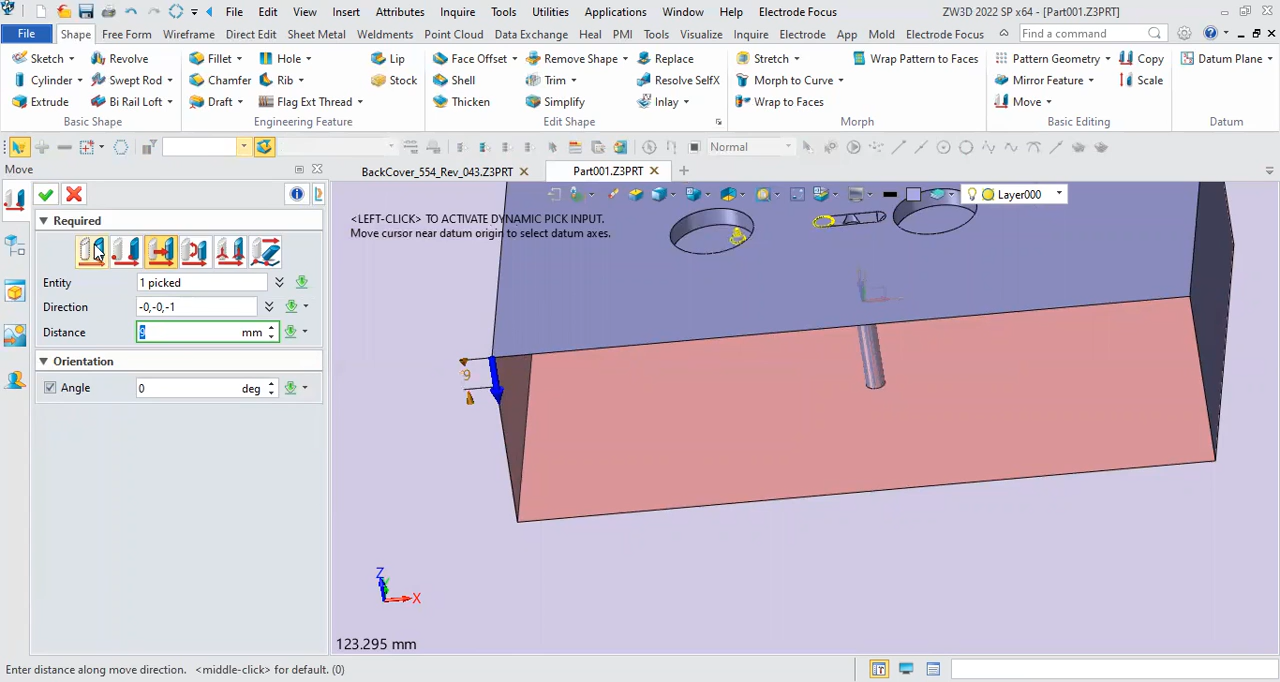 File Edit View Insert Attributes Inquire Tools Utilities Applications Window Help Electrode Focus ZW3D 2022 SP x64 - [Part001.Z3PRT]
File Shape Free Form Wireframe Direct Edit Sheet Metal Weldments Point Cloud Data Exchange Heal PMI Tools Visualize Inquire Electrode App Mold Electrode Focus Find a command
Sketch Revolve Fillet Hole Lip Face Offset Remove Shape Replace Stretch Wrap Pattern to Faces Pattern Geometry Copy Datum Plane
Cylinder Swept Rod Chamfer Rib Stock Shell Trim Resolve SelfX Morph to Curve Mirror Feature Scale
Extrude Bi Rail Loft Draft Flag Ext Thread Thicken Simplify Inlay Wrap to Faces Move
Basic Shape Engineering Feature Edit Shape Morph Basic Editing Datum
Normal
Move BackCover_554_Rev_043.Z3PRT Part001.Z3PRT
Layer000
Required
<LEFT-CLICK> TO ACTIVATE DYNAMIC PICK INPUT.
Move cursor near datum origin to select datum axes.
Entity 1 picked
Direction -0,-0,-1
Distance 9 mm
Orientation
Angle 0 deg
9
Z
X
123.295 mm
Enter distance along move direction. <middle-click> for default. (0)